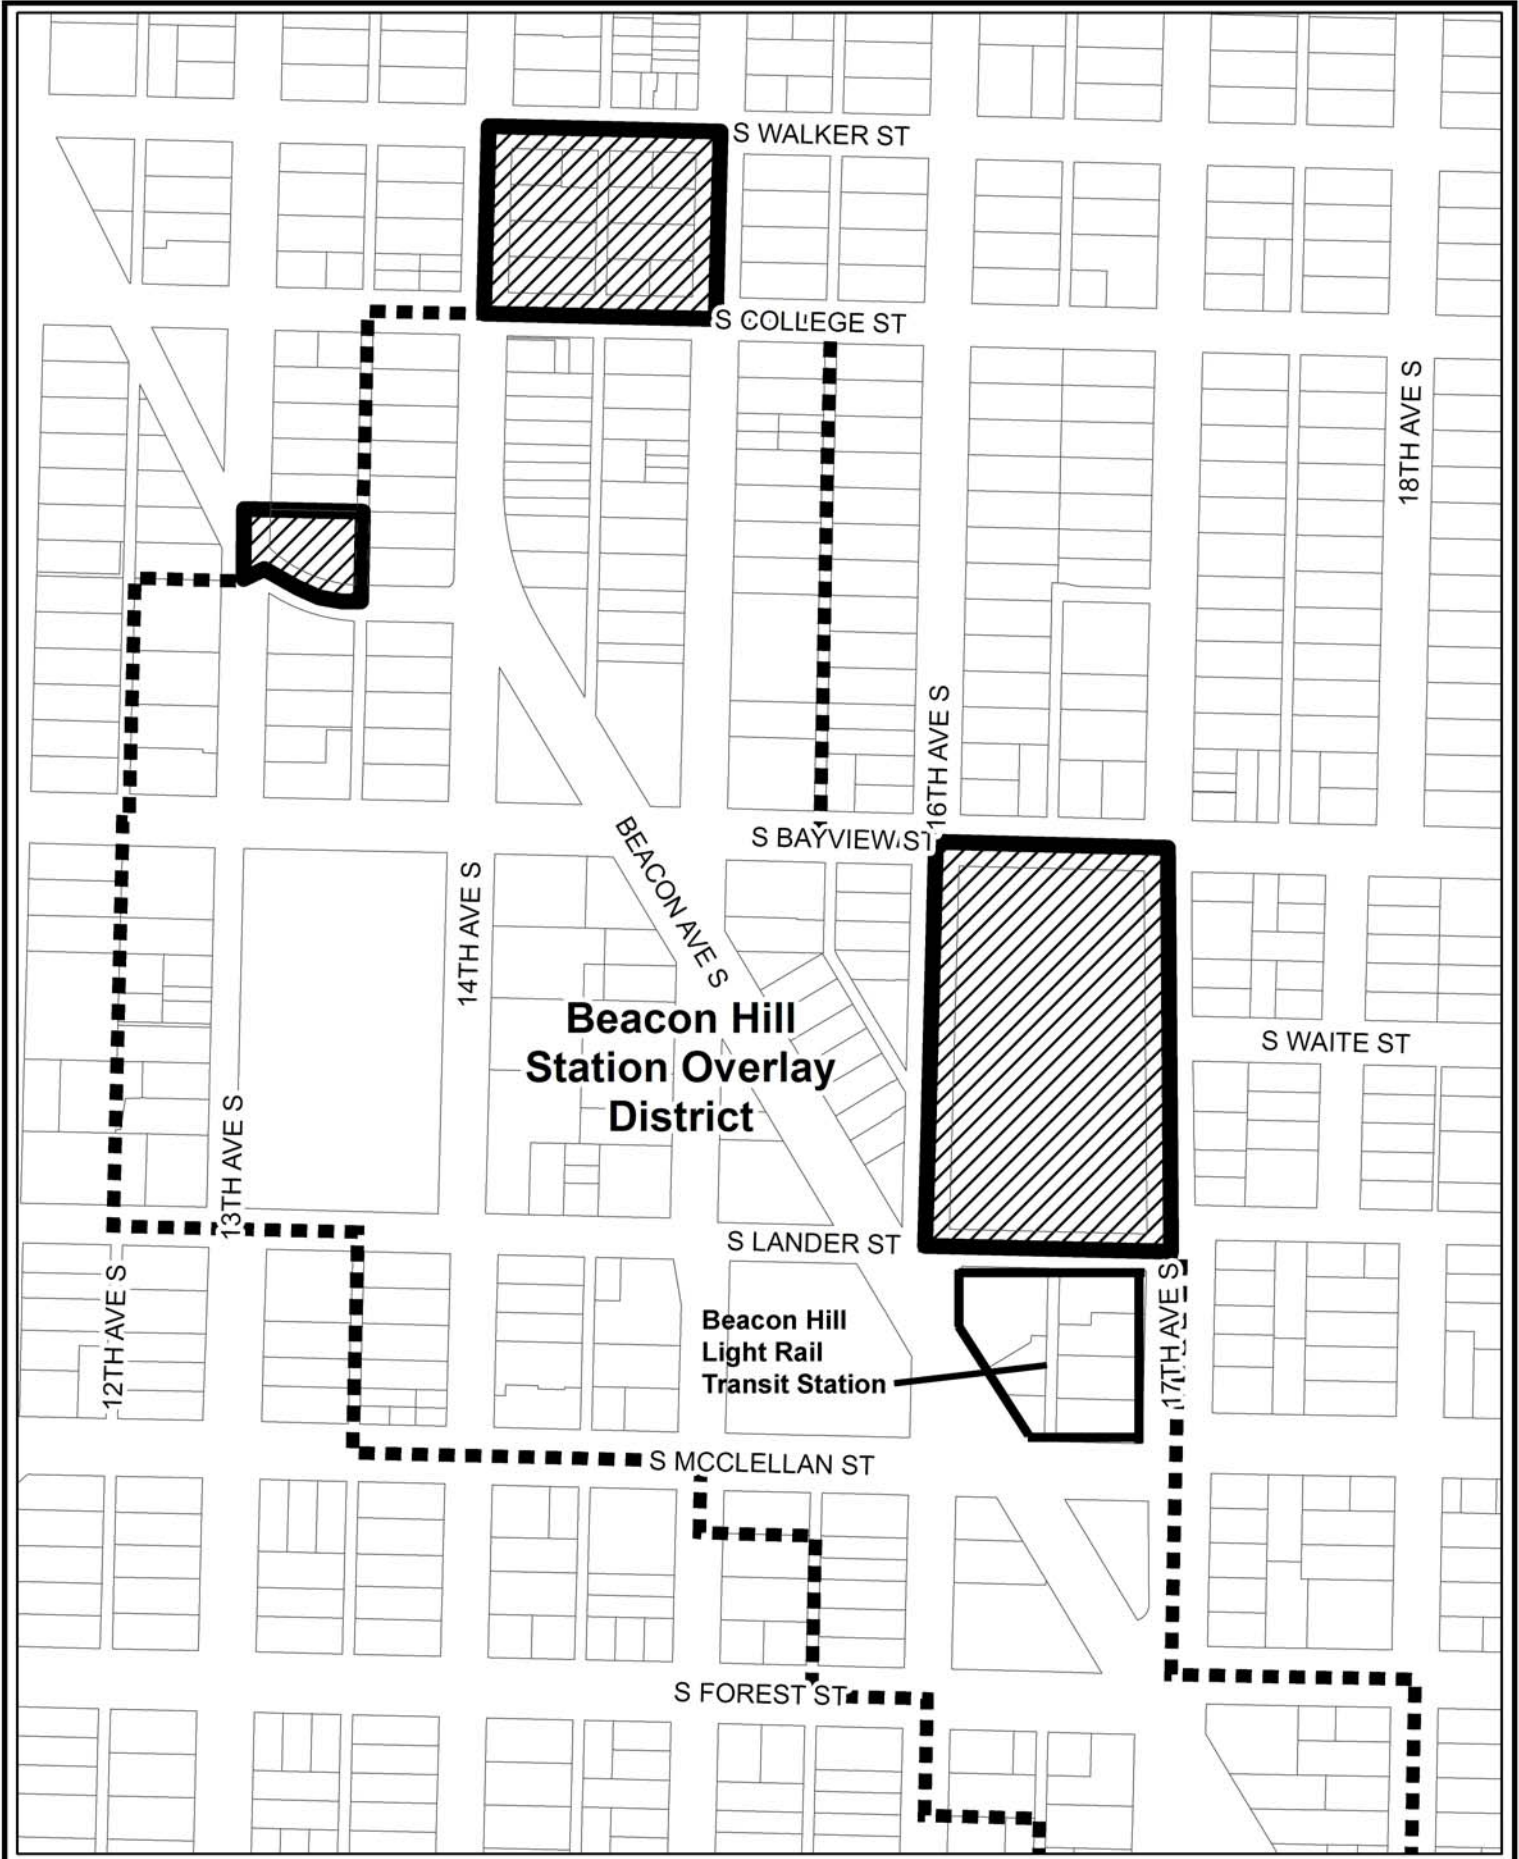 S WALKER ST
S COLLEGE ST
18TH AVE S
16TH AVE S
S BAYVIEW ST
BEACON AVE S
14TH AVE S
Beacon Hill
Station Overlay
District
S WAITE ST
13TH AVE S
S LANDER ST
12TH AVE S
Beacon Hill
Light Rail
Transit Station
17TH AVE S
S MCCLELLAN ST
S FOREST ST